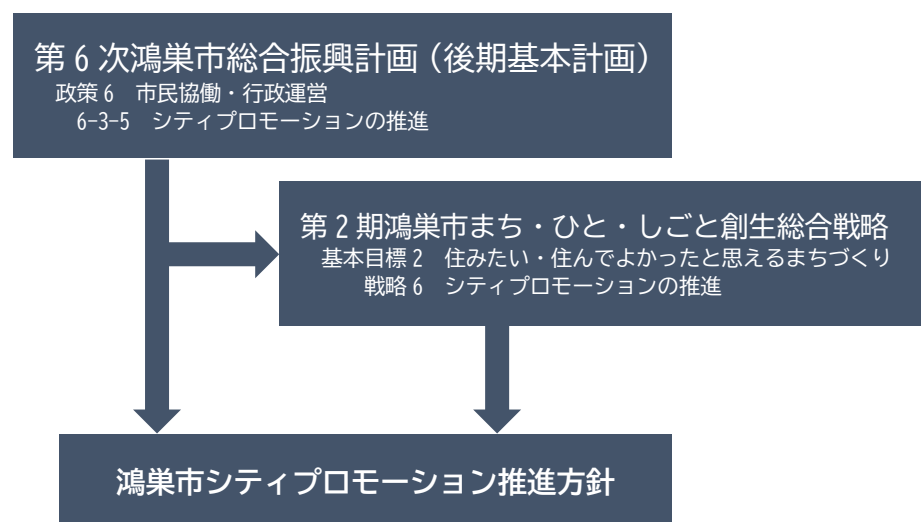 第6次鴻巣市総合振興計画（後期基本計画）
政策6　市民協働・行政運営
6-3-5　シティプロモーションの推進
第2期鴻巣市まち・ひと・しごと創生総合戦略
基本目標2　住みたい・住んでよかったと思えるまちづくり
戦略6　シティプロモーションの推進
鴻巣市シティプロモーション推進方針